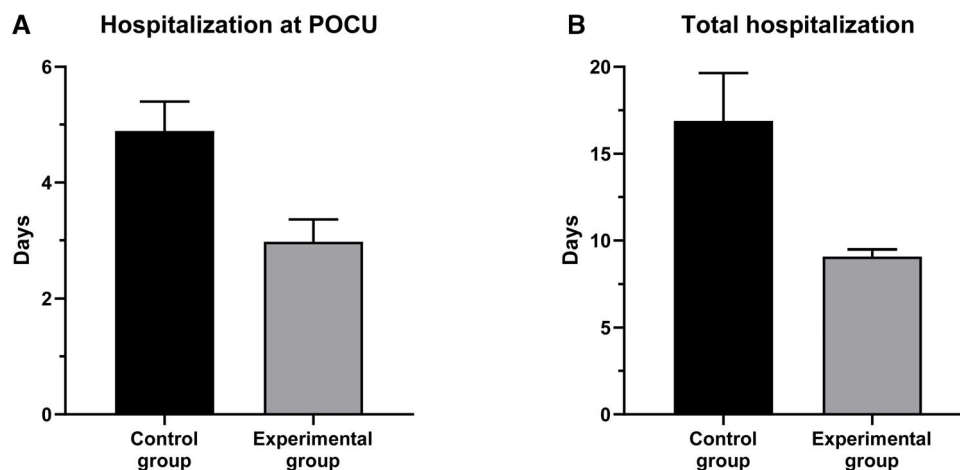 A Hospitalization at POCU
6
4
2
0
Days
Control group
Experimental group
B Total hospitalization
20
15
10
5
0
Days
Control group
Experimental group